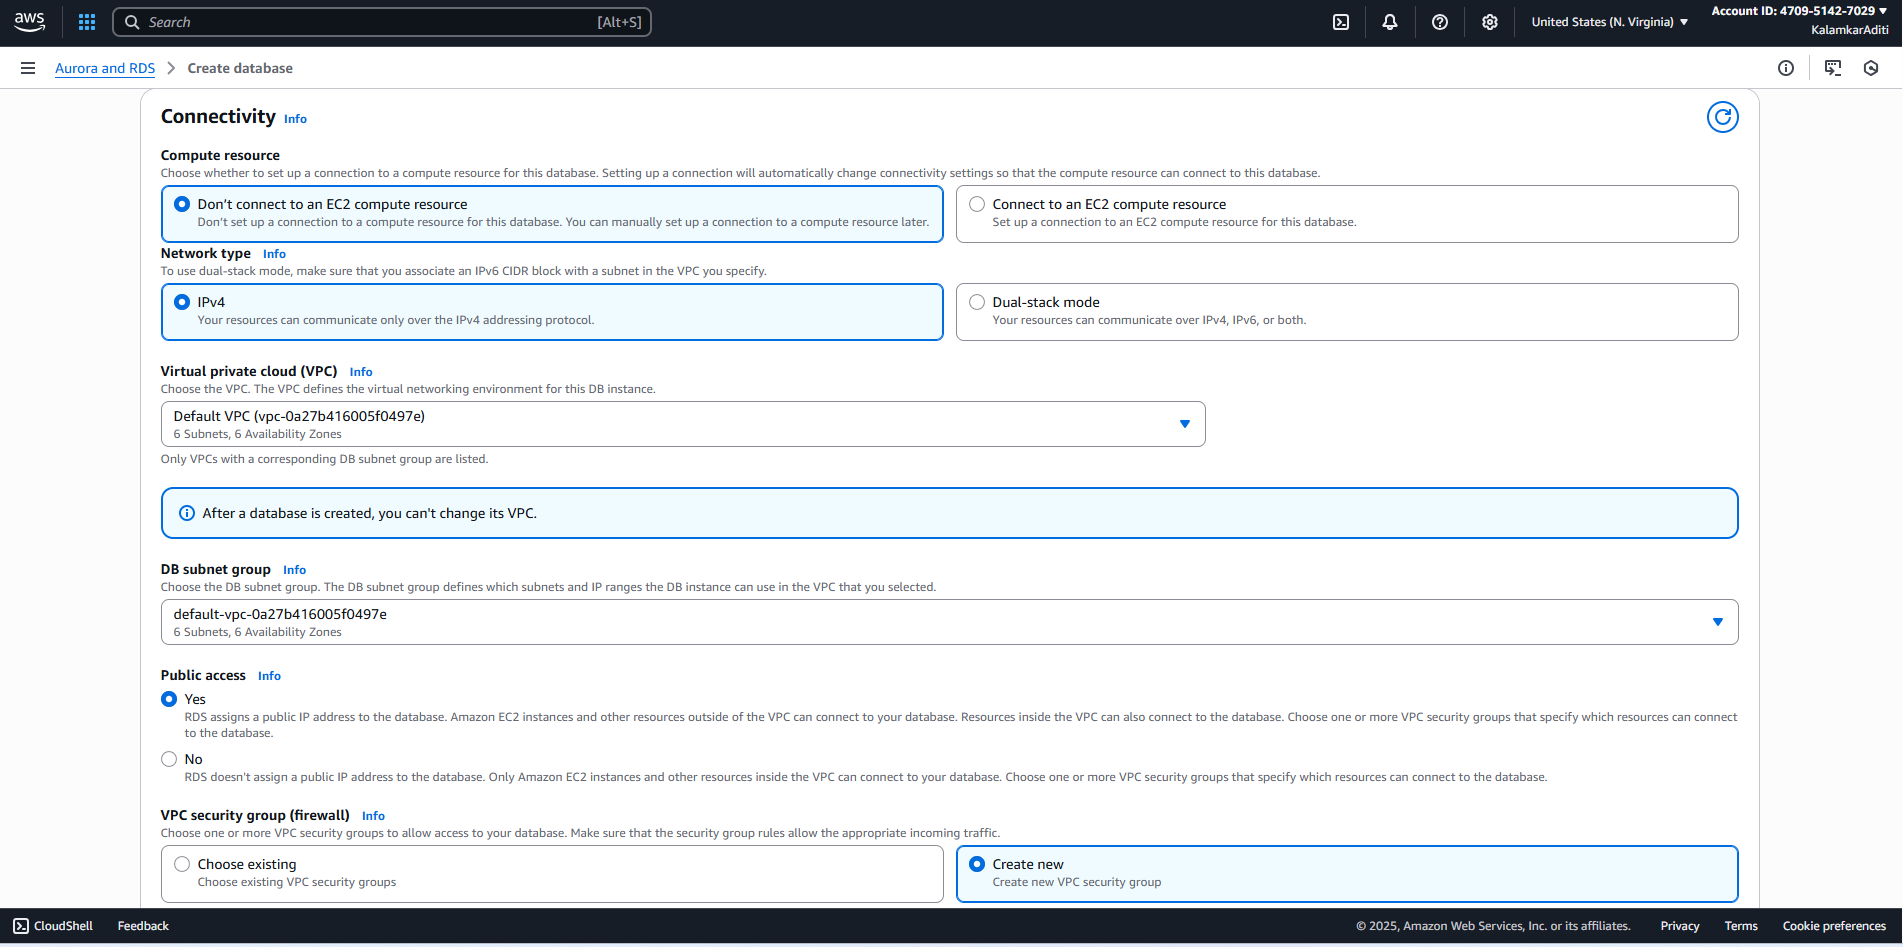 aws
Search [Alt+S]
United States (N. Virginia)
Account ID: 4709-5142-7029
KalamkarAditi
Aurora and RDS
Create database
Connectivity Info
Compute resource
Choose whether to set up a connection to a compute resource for this database. Setting up a connection will automatically change connectivity settings so that the compute resource can connect to this database.
Don't connect to an EC2 compute resource
Don't set up a connection to a compute resource for this database. You can manually set up a connection to a compute resource later.
Connect to an EC2 compute resource
Set up a connection to an EC2 compute resource for this database.
Network type Info
To use dual-stack mode, make sure that you associate an IPv6 CIDR block with a subnet in the VPC you specify.
IPv4
Your resources can communicate only over the IPv4 addressing protocol.
Dual-stack mode
Your resources can communicate over IPv4, IPv6, or both.
Virtual private cloud (VPC) Info
Choose the VPC. The VPC defines the virtual networking environment for this DB instance.
Default VPC (vpc-0a27b416005f0497e)
6 Subnets, 6 Availability Zones
Only VPCs with a corresponding DB subnet group are listed.
After a database is created, you can't change its VPC.
DB subnet group Info
Choose the DB subnet group. The DB subnet group defines which subnets and IP ranges the DB instance can use in the VPC that you selected.
default-vpc-0a27b416005f0497e
6 Subnets, 6 Availability Zones
Public access Info
Yes
RDS assigns a public IP address to the database. Amazon EC2 instances and other resources outside of the VPC can connect to your database. Resources inside the VPC can also connect to the database. Choose one or more VPC security groups that specify which resources can connect
to the database.
No
RDS doesn't assign a public IP address to the database. Only Amazon EC2 instances and other resources inside the VPC can connect to your database. Choose one or more VPC security groups that specify which resources can connect to the database.
VPC security group (firewall) Info
Choose one or more VPC security groups to allow access to your database. Make sure that the security group rules allow the appropriate incoming traffic.
Choose existing
Choose existing VPC security groups
Create new
Create new VPC security group
CloudShell
Feedback
© 2025, Amazon Web Services, Inc. or its affiliates.
Privacy
Terms
Cookie preferences